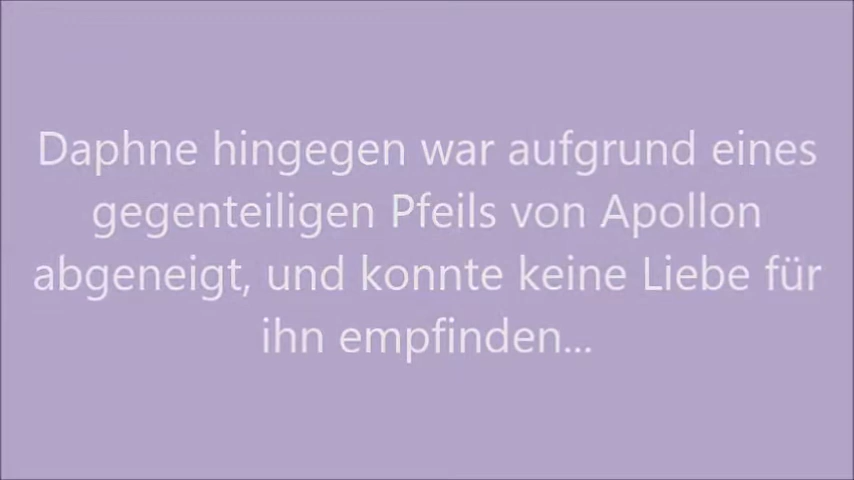 Daphne hingegen war aufgrund eines
gegenteiligen Pfeils von Apollon
abgeneigt, und konnte keine Liebe für
ihn empfinden...